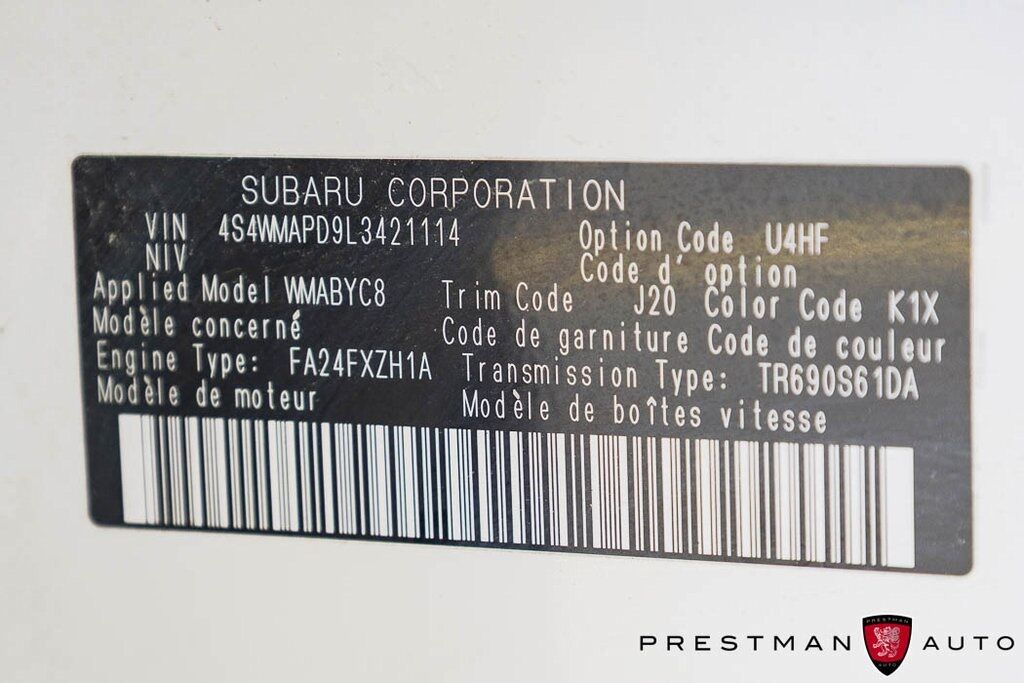 SUBARU CORPORATION
VIN 4S4WMAPD9L3421114 Option Code U4HF
NIV Code d' option
Applied Model WMABYC8 Trim Code J20 Color Code K1X
Modèle concerné Code de garniture Code de couleur
Engine Type: FA24FXZH1A Transmission Type: TR690S61DA
Modèle de moteur Modèle de boîtes vitesse
PRESTMAN AUTO
PRESTMAN
AUTO